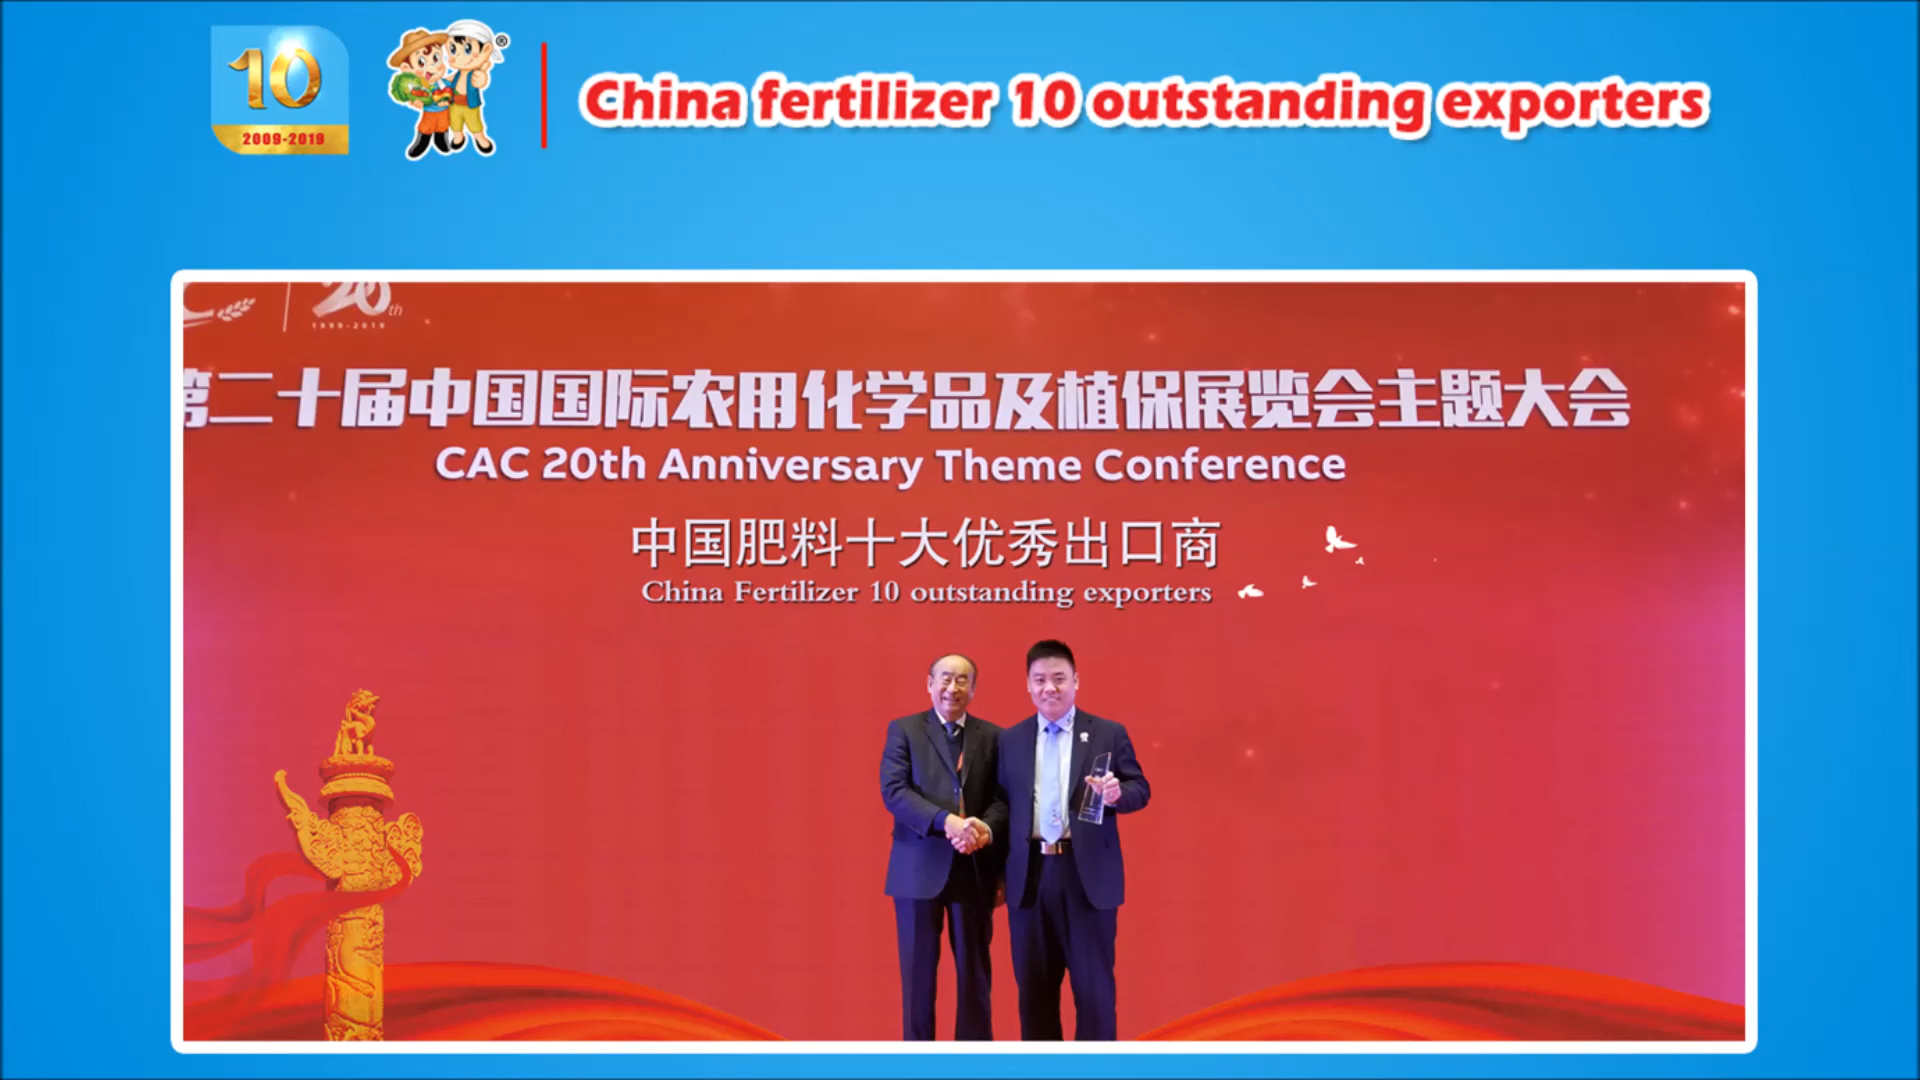 10
2009-2019
®
China fertilizer 10 outstanding exporters
20th
1999-2019
第二十届中国国际农用化学品及植保展览会主题大会
CAC 20th Anniversary Theme Conference
中国肥料十大优秀出口商
China Fertilizer 10 outstanding exporters